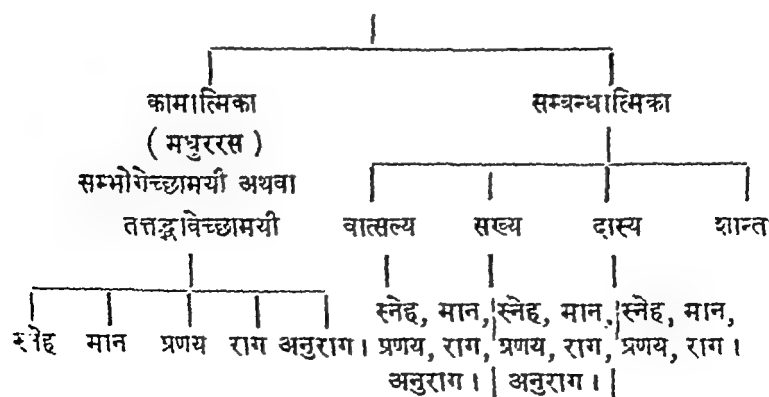 कामात्मिका सम्बन्धात्मिका
( मधुररस )
सम्भोगेच्छामयी अथवा
तत्तद्भावेच्छामयी वात्सल्य सख्य दास्य शान्त
स्नेह मान प्रणय राग अनुराग।
स्नेह, मान, स्नेह, मान, स्नेह, मान,
प्रणय, राग, प्रणय, राग, प्रणय, राग।
अनुराग। अनुराग।